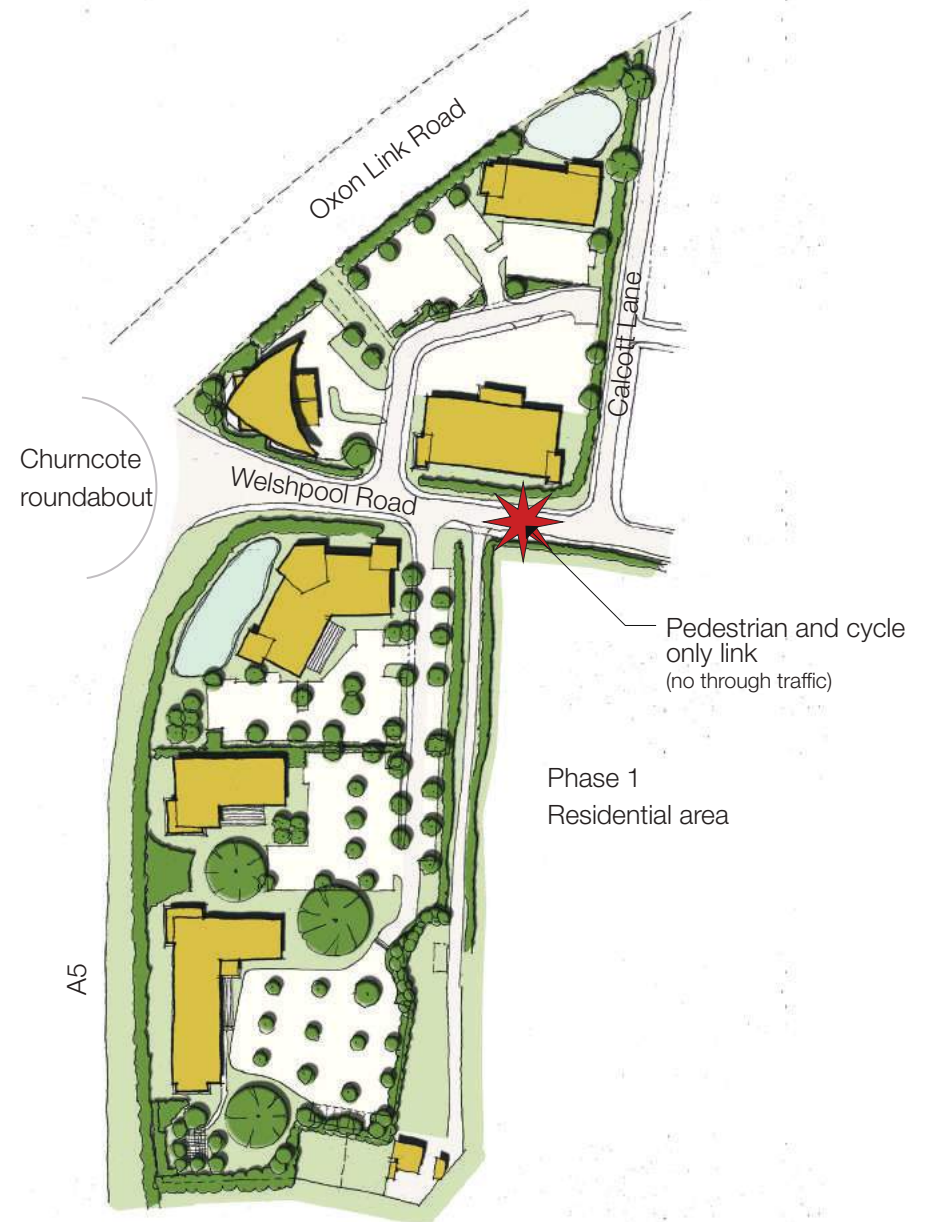 Oxon Link Road
Calcott Lane
Churncote
roundabout
Welshpool Road
Pedestrian and cycle
only link
(no through traffic)
Phase 1
Residential area
A5